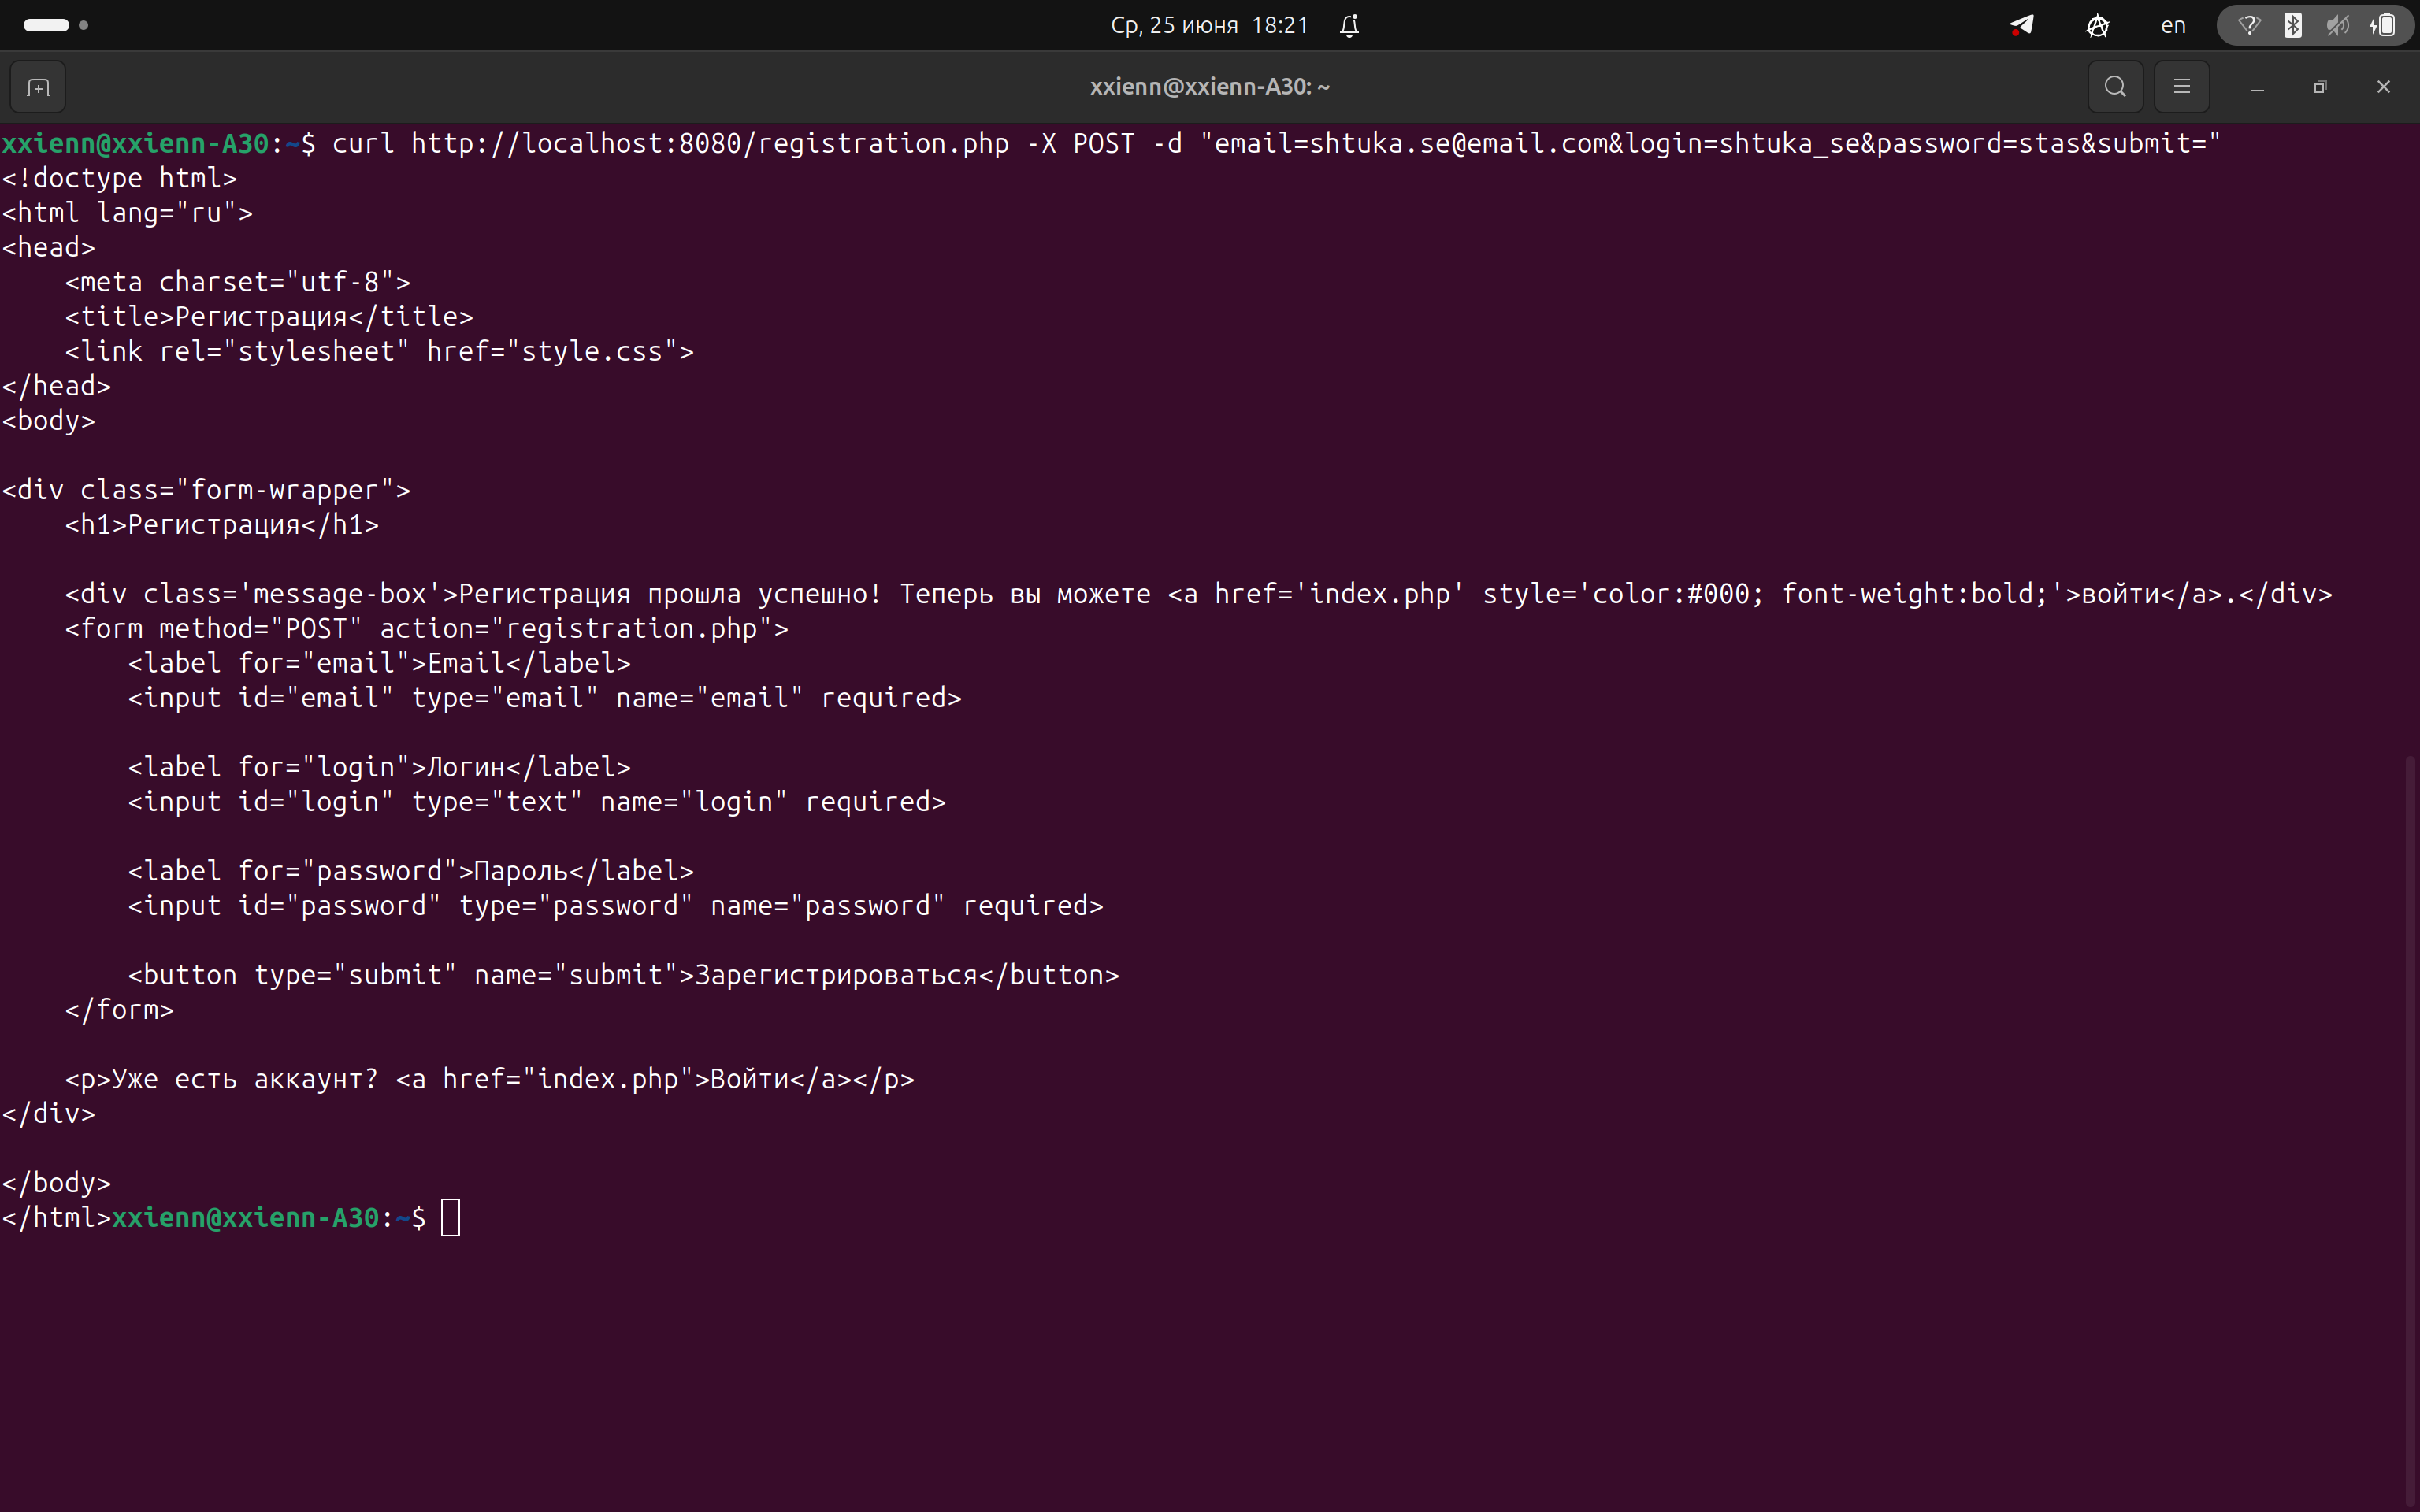 Ср, 25 июня 18:21
en
xxienn@xxienn-A30: ~
xxienn@xxienn-A30:~$ curl http://localhost:8080/registration.php -X POST -d "email=shtuka.se@email.com&login=shtuka_se&password=stas&submit="
<!doctype html>
<html lang="ru">
<head>
    <meta charset="utf-8">
    <title>Регистрация</title>
    <link rel="stylesheet" href="style.css">
</head>
<body>

<div class="form-wrapper">
    <h1>Регистрация</h1>

    <div class='message-box'>Регистрация прошла успешно! Теперь вы можете <a href='index.php' style='color:#000; font-weight:bold;'>войти</a>.</div>
    <form method="POST" action="registration.php">
        <label for="email">Email</label>
        <input id="email" type="email" name="email" required>

        <label for="login">Логин</label>
        <input id="login" type="text" name="login" required>

        <label for="password">Пароль</label>
        <input id="password" type="password" name="password" required>

        <button type="submit" name="submit">Зарегистрироваться</button>
    </form>

    <p>Уже есть аккаунт? <a href="index.php">Войти</a></p>
</div>

</body>
</html>xxienn@xxienn-A30:~$